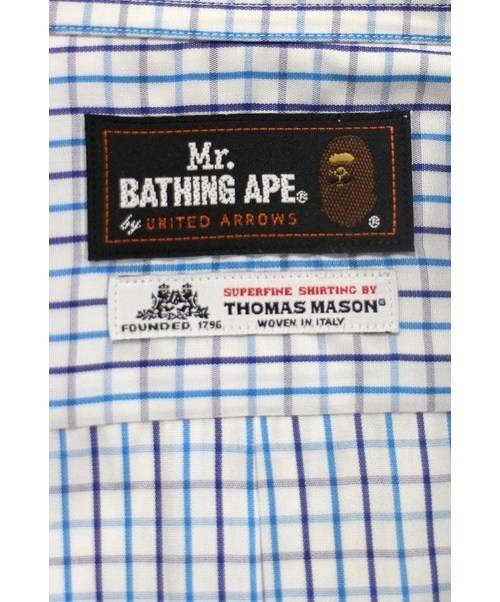 Mr.
BATHING APE®
by UNITED ARROWS ®
SUPERFINE SHIRTING BY
THOMAS MASON®
FOUNDED 1796 WOVEN IN ITALY